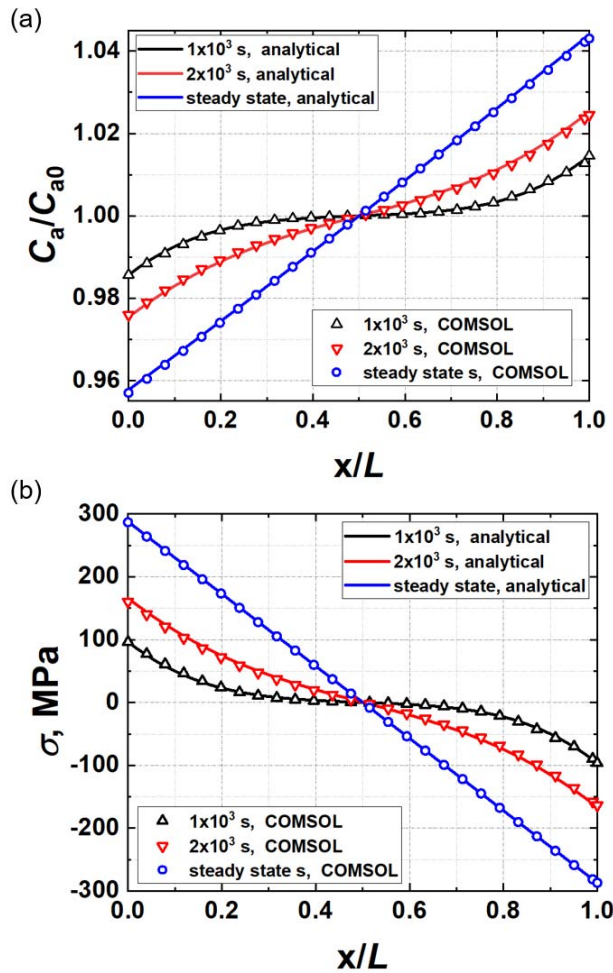 (a)
1x10³ s, analytical
2x10³ s, analytical
steady state, analytical
1.04
1.02
1.00
0.98
0.96
Cₐ/Cₐ₀
1x10³ s, COMSOL
2x10³ s, COMSOL
steady state s, COMSOL
0.0 0.2 0.4 0.6 0.8 1.0
x/L
(b)
300
200
100
0
-100
-200
-300
σ, MPa
1x10³ s, analytical
2x10³ s, analytical
steady state, analytical
1x10³ s, COMSOL
2x10³ s, COMSOL
steady state s, COMSOL
0.0 0.2 0.4 0.6 0.8 1.0
x/L